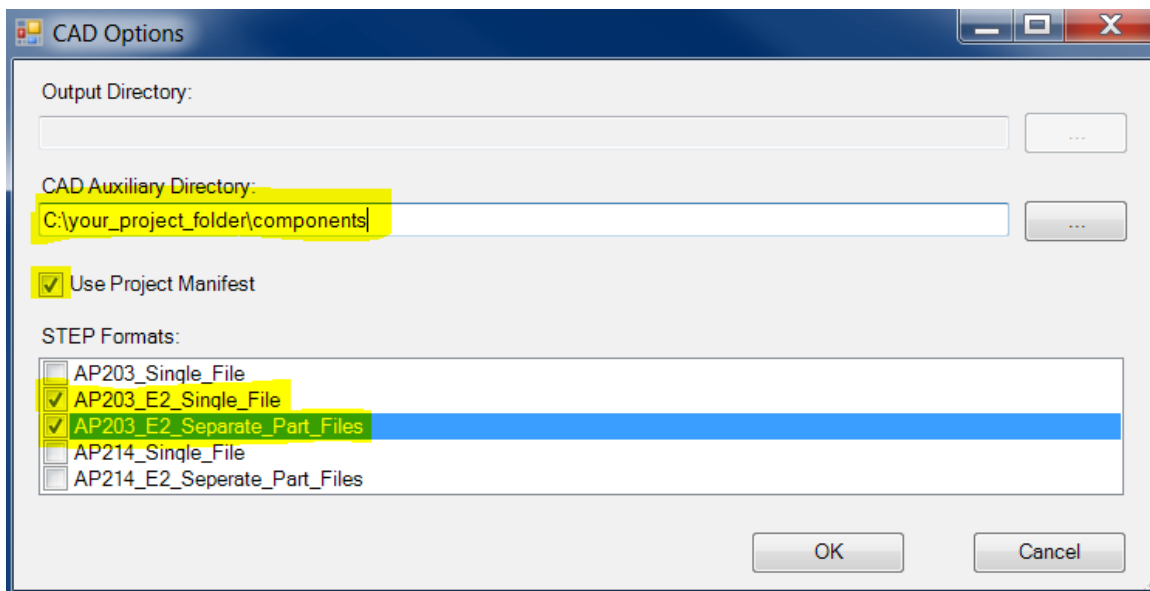 CAD Options
Output Directory:
...
CAD Auxiliary Directory:
C:\your_project_folder\components
...
Use Project Manifest
STEP Formats:
AP203_Single_File
AP203_E2_Single_File
AP203_E2_Separate_Part_Files
AP214_Single_File
AP214_E2_Seperate_Part_Files
OK Cancel